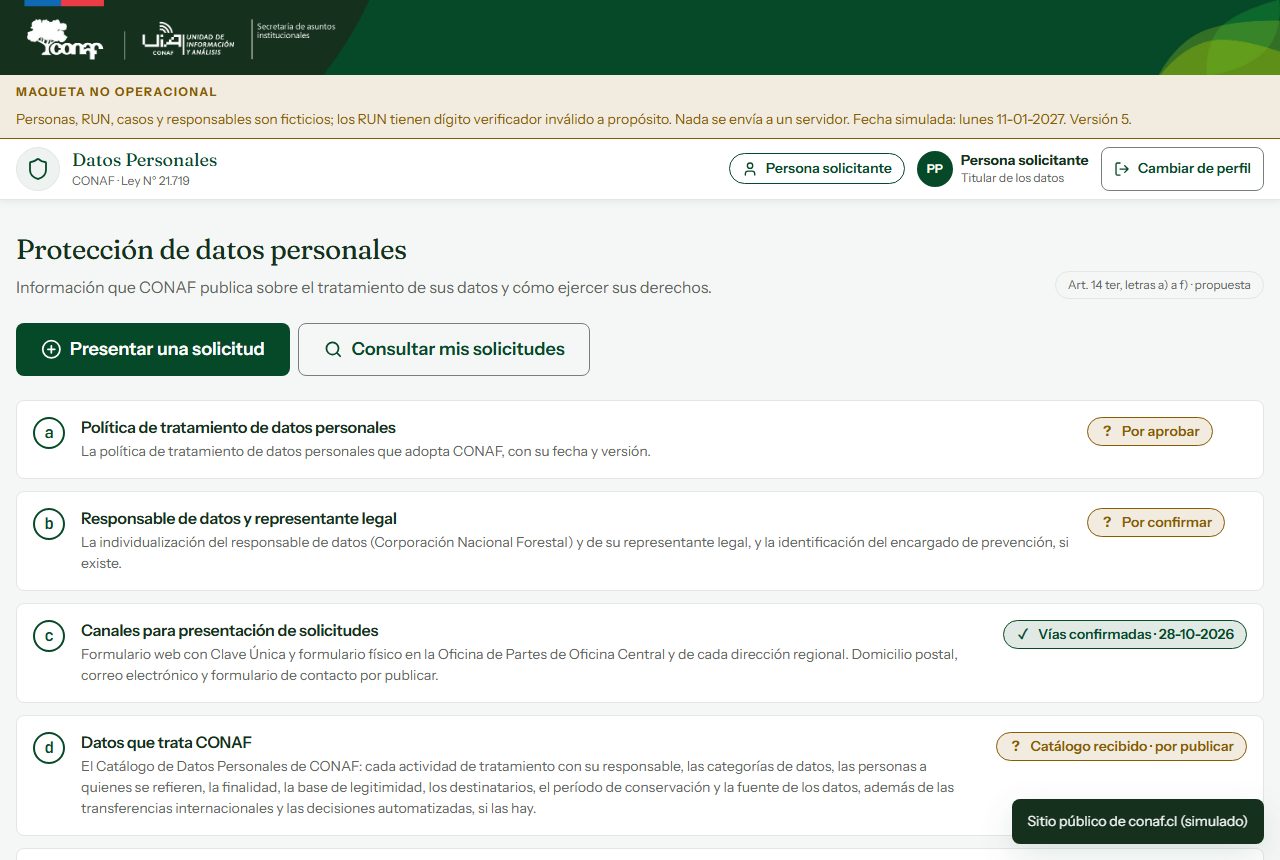 conaf
UiA
CONAF
UNIDAD DE
INFORMACIÓN
Y ANÁLISIS
Secretaría de asuntos
institucionales
MAQUETA NO OPERACIONAL
Personas, RUN, casos y responsables son ficticios; los RUN tienen dígito verificador inválido a propósito. Nada se envía a un servidor. Fecha simulada: lunes 11-01-2027. Versión 5.
Datos Personales
CONAF · Ley N° 21.719
Persona solicitante
PP
Persona solicitante
Titular de los datos
Cambiar de perfil
Protección de datos personales
Información que CONAF publica sobre el tratamiento de sus datos y cómo ejercer sus derechos.
Art. 14 ter, letras a) a f) · propuesta
Presentar una solicitud
Consultar mis solicitudes
a
Política de tratamiento de datos personales
? Por aprobar
La política de tratamiento de datos personales que adopta CONAF, con su fecha y versión.
b
Responsable de datos y representante legal
? Por confirmar
La individualización del responsable de datos (Corporación Nacional Forestal) y de su representante legal, y la identificación del encargado de prevención, si
existe.
c
Canales para presentación de solicitudes
✓ Vías confirmadas · 28-10-2026
Formulario web con Clave Única y formulario físico en la Oficina de Partes de Oficina Central y de cada dirección regional. Domicilio postal,
correo electrónico y formulario de contacto por publicar.
d
Datos que trata CONAF
? Catálogo recibido · por publicar
El Catálogo de Datos Personales de CONAF: cada actividad de tratamiento con su responsable, las categorías de datos, las personas a
quienes se refieren, la finalidad, la base de legitimidad, los destinatarios, el período de conservación y la fuente de los datos, además de las
transferencias internacionales y las decisiones automatizadas, si las hay.
Sitio público de conaf.cl (simulado)